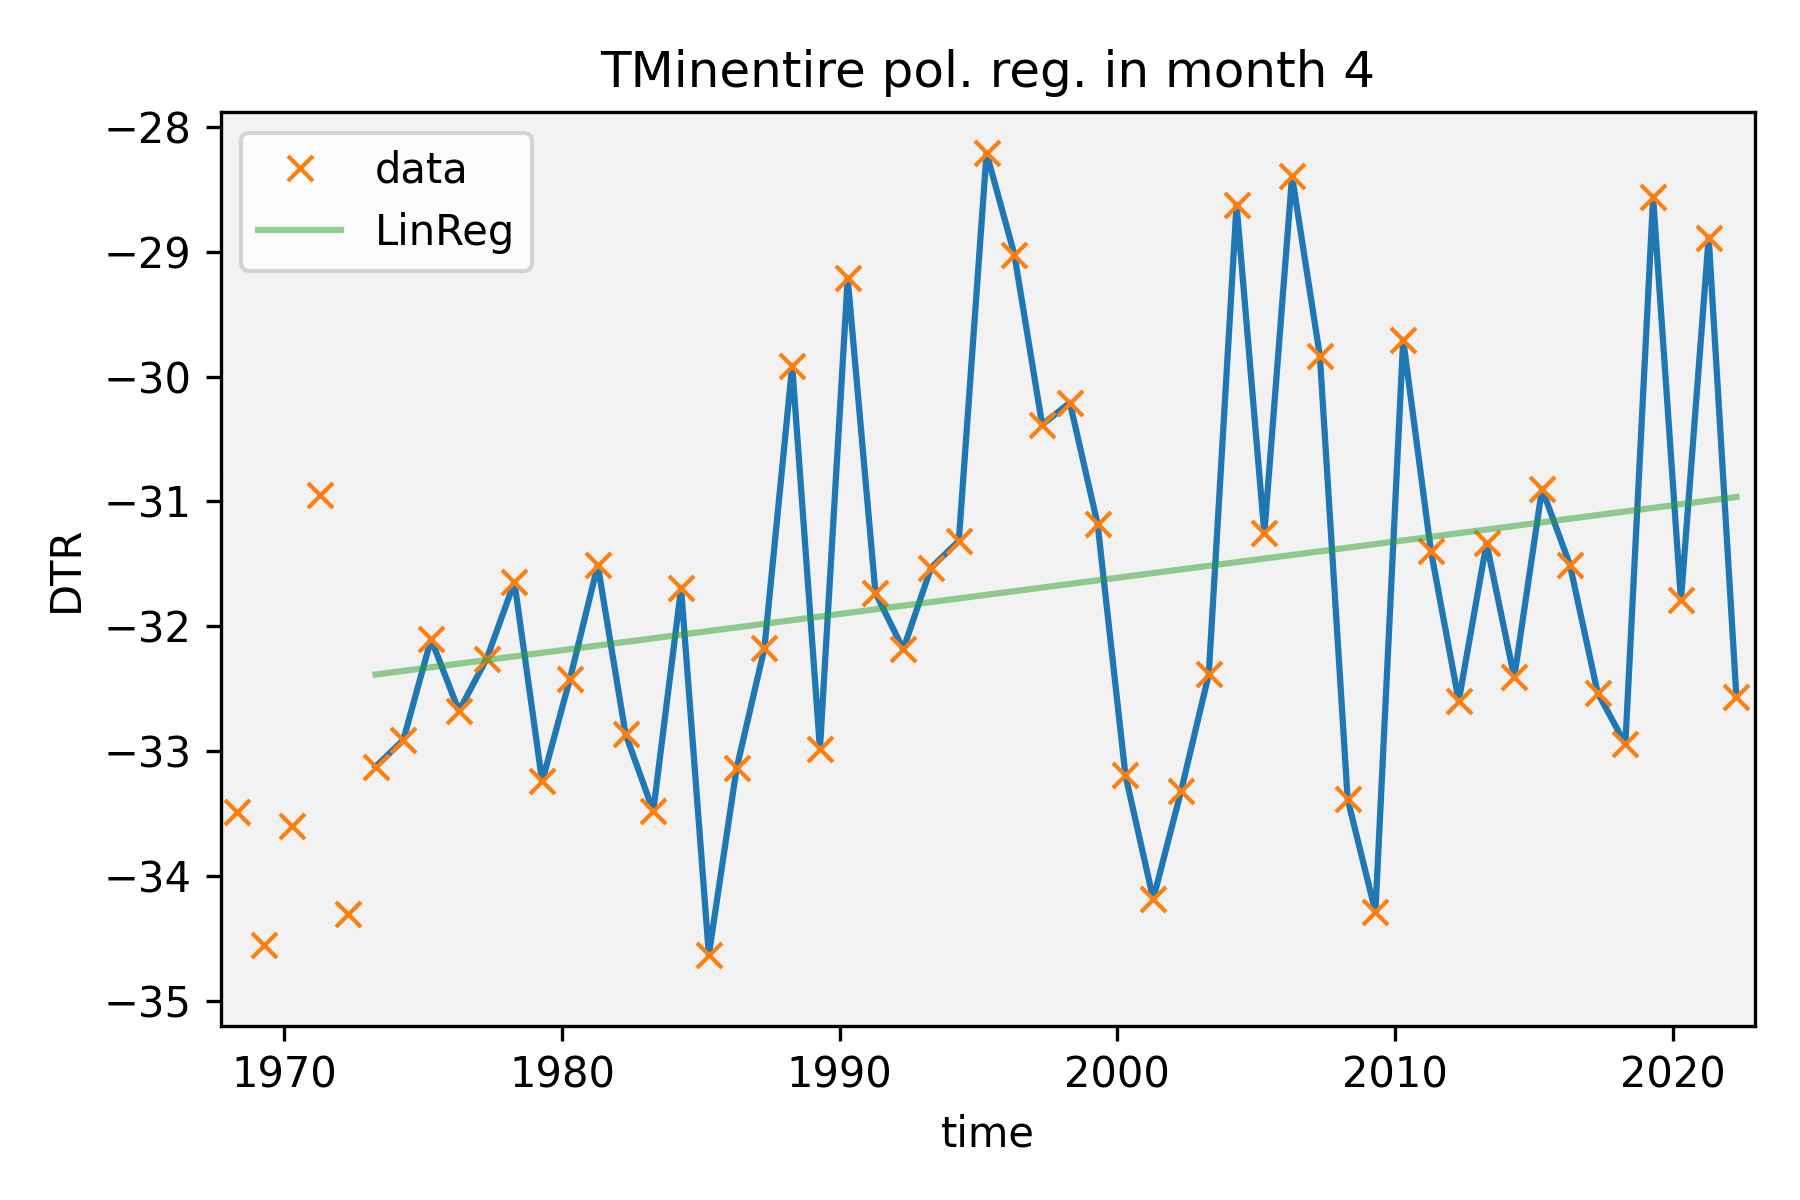 TMinentire pol. reg. in month 4
data
LinReg
DTR
−28
−29
−30
−31
−32
−33
−34
−35
1970 1980 1990 2000 2010 2020
time